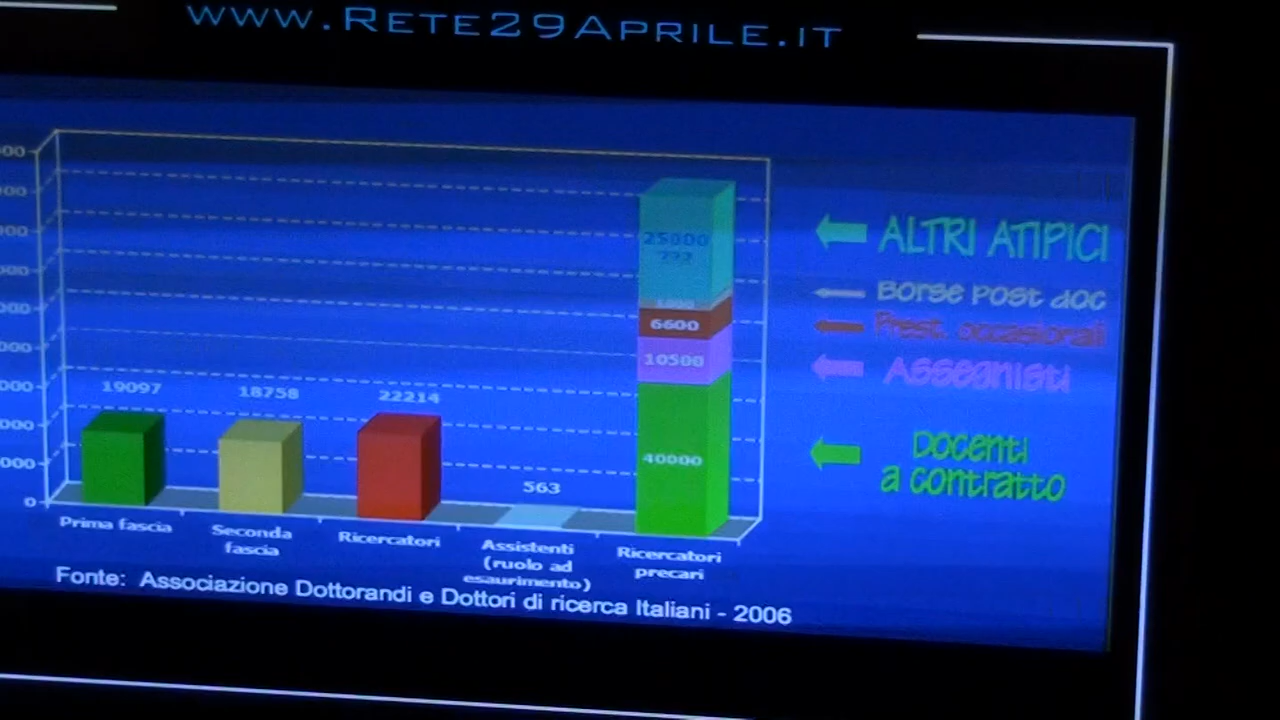 www.Rete29Aprile.it
0
19097
18758
22214
563
25000
???
6600
10500
40000
ALTRI ATIPICI
Borse post doc
Prest. occasionali
Assegnisti
Docenti
a contratto
Prima fascia
Seconda
fascia
Ricercatori
Assistenti
(ruolo ad
esaurimento)
Ricercatori
precari
Fonte: Associazione Dottorandi e Dottori di ricerca Italiani - 2006